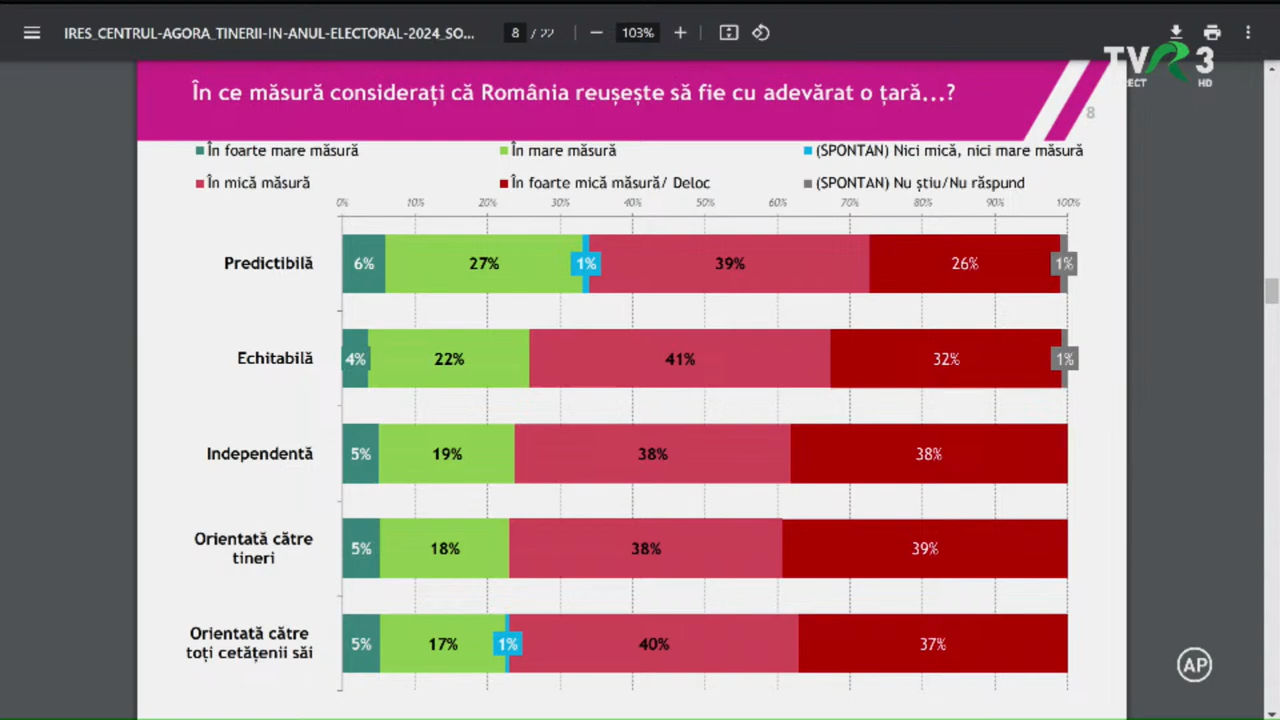 IRES_CENTRUL-AGORA_TINERII-IN-ANUL-ELECTORAL-2024_SO...
8 / 22
103%
TVR 3
HD
În ce măsură considerați că România reușește să fie cu adevărat o țară...?
8
În foarte mare măsură
În mare măsură
(SPONTAN) Nici mică, nici mare măsură
În mică măsură
În foarte mică măsură/ Deloc
(SPONTAN) Nu știu/Nu răspund
0% 10% 20% 30% 40% 50% 60% 70% 80% 90% 100%
Predictibilă 6% 27% 1% 39% 26% 1%
Echitabilă 4% 22% 41% 32% 1%
Independentă 5% 19% 38% 38%
Orientată către
tineri
5% 18% 38% 39%
Orientată către
toți cetățenii săi
5% 17% 1% 40% 37%
AP